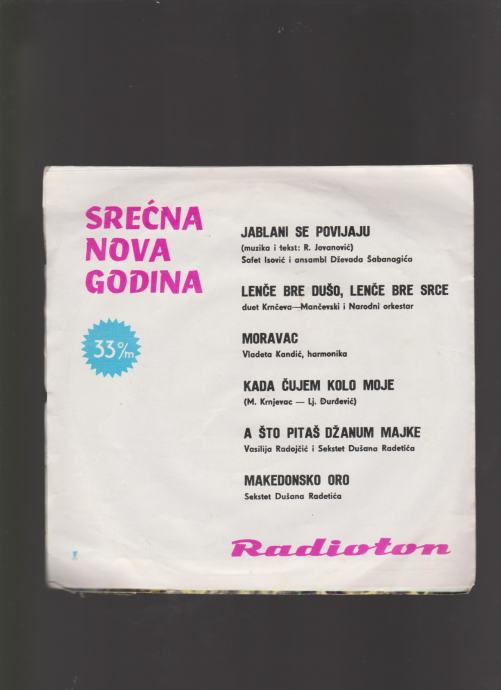 SREĆNA
NOVA
GODINA
33 o/m
JABLANI SE POVIJAJU
(muzika i tekst: R. Jovanović)
Safet Isović i ansambl Dževada Šabanagića
LENČE BRE DUŠO, LENČE BRE SRCE
duet Krnčeva—Mančevski i Narodni orkestar
MORAVAC
Vladeta Kandić, harmonika
KADA ČUJEM KOLO MOJE
(M. Krnjevac — Lj. Đurđević)
A ŠTO PITAŠ DŽANUM MAJKE
Vasilija Radojčić i Sekstet Dušana Radetića
MAKEDONSKO ORO
Sekstet Dušana Radetića
Radioton